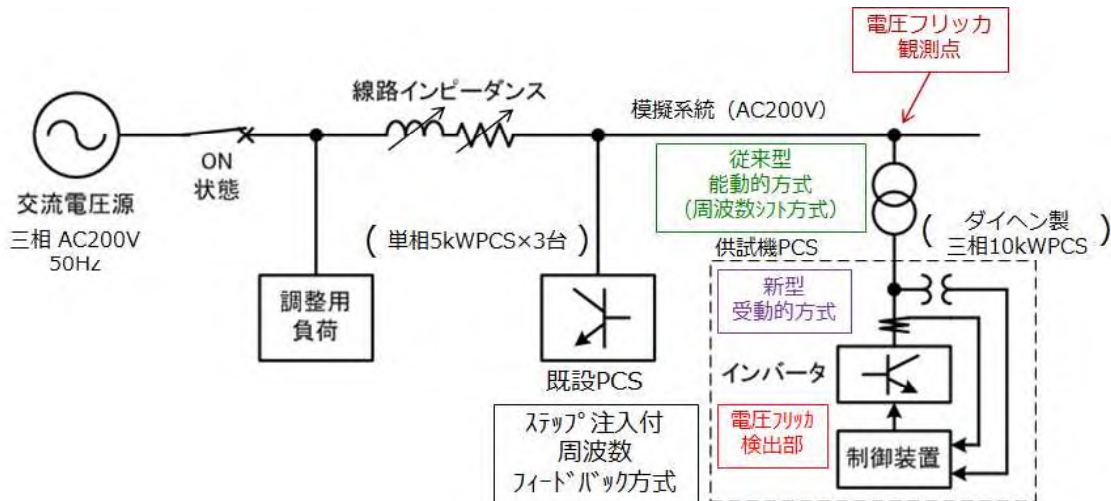 電圧フリッカ
観測点
線路インピーダンス
模擬系統（AC200V）
ON
状態
交流電圧源
三相 AC200V
50Hz
従来型
能動的方式
（周波数ｼﾌﾄ方式）
（単相5kWPCS×3台）
ダイヘン製
三相10kWPCS
供試機PCS
調整用
負荷
新型
受動的方式
既設PCS
インバータ
ｽﾃｯﾌﾟ注入付
周波数
ﾌｨｰﾄﾞﾊﾞｯｸ方式
電圧ﾌﾘｯｶ
検出部
制御装置